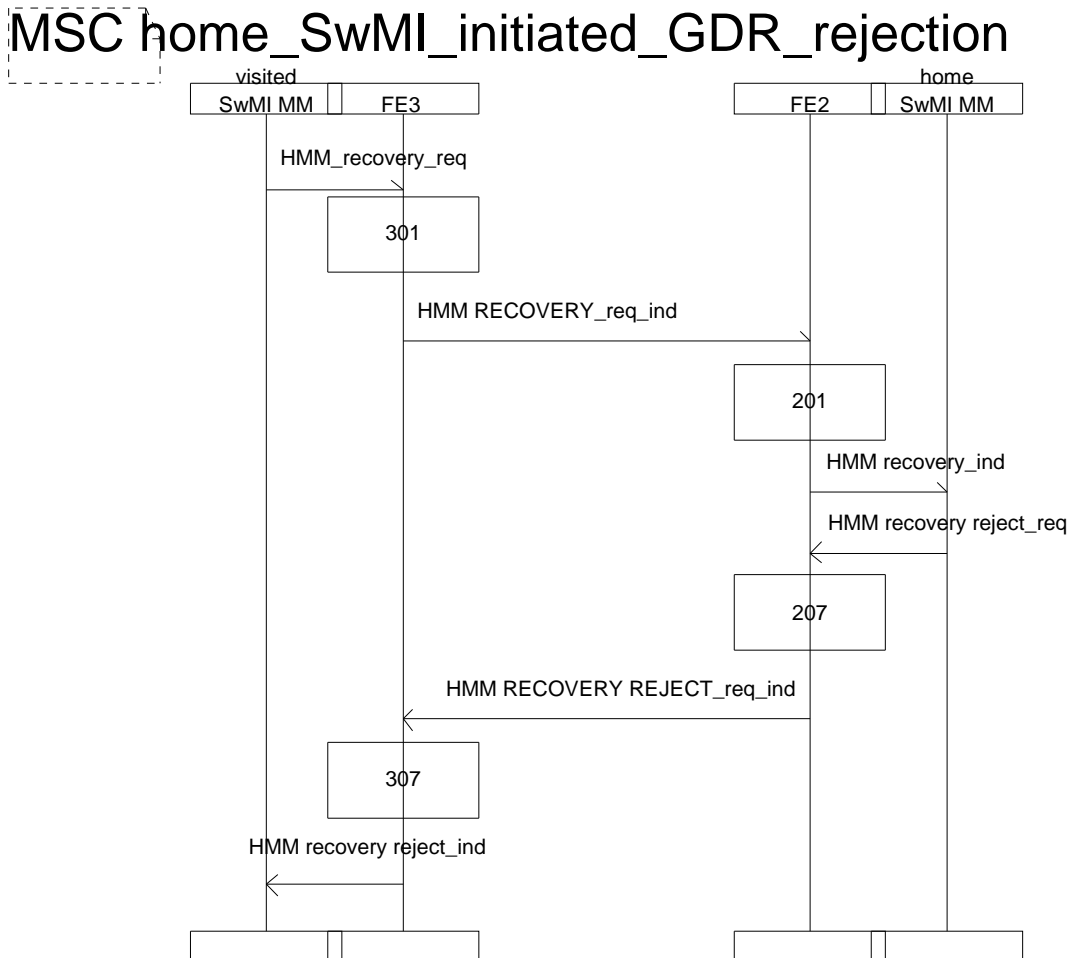 MSC home_SwMI_initiated_GDR_rejection
visited
SwMI MM
FE3
FE2
home
SwMI MM
HMM_recovery_req
301
HMM RECOVERY_req_ind
201
HMM recovery_ind
HMM recovery reject_req
207
HMM RECOVERY REJECT_req_ind
307
HMM recovery reject_ind